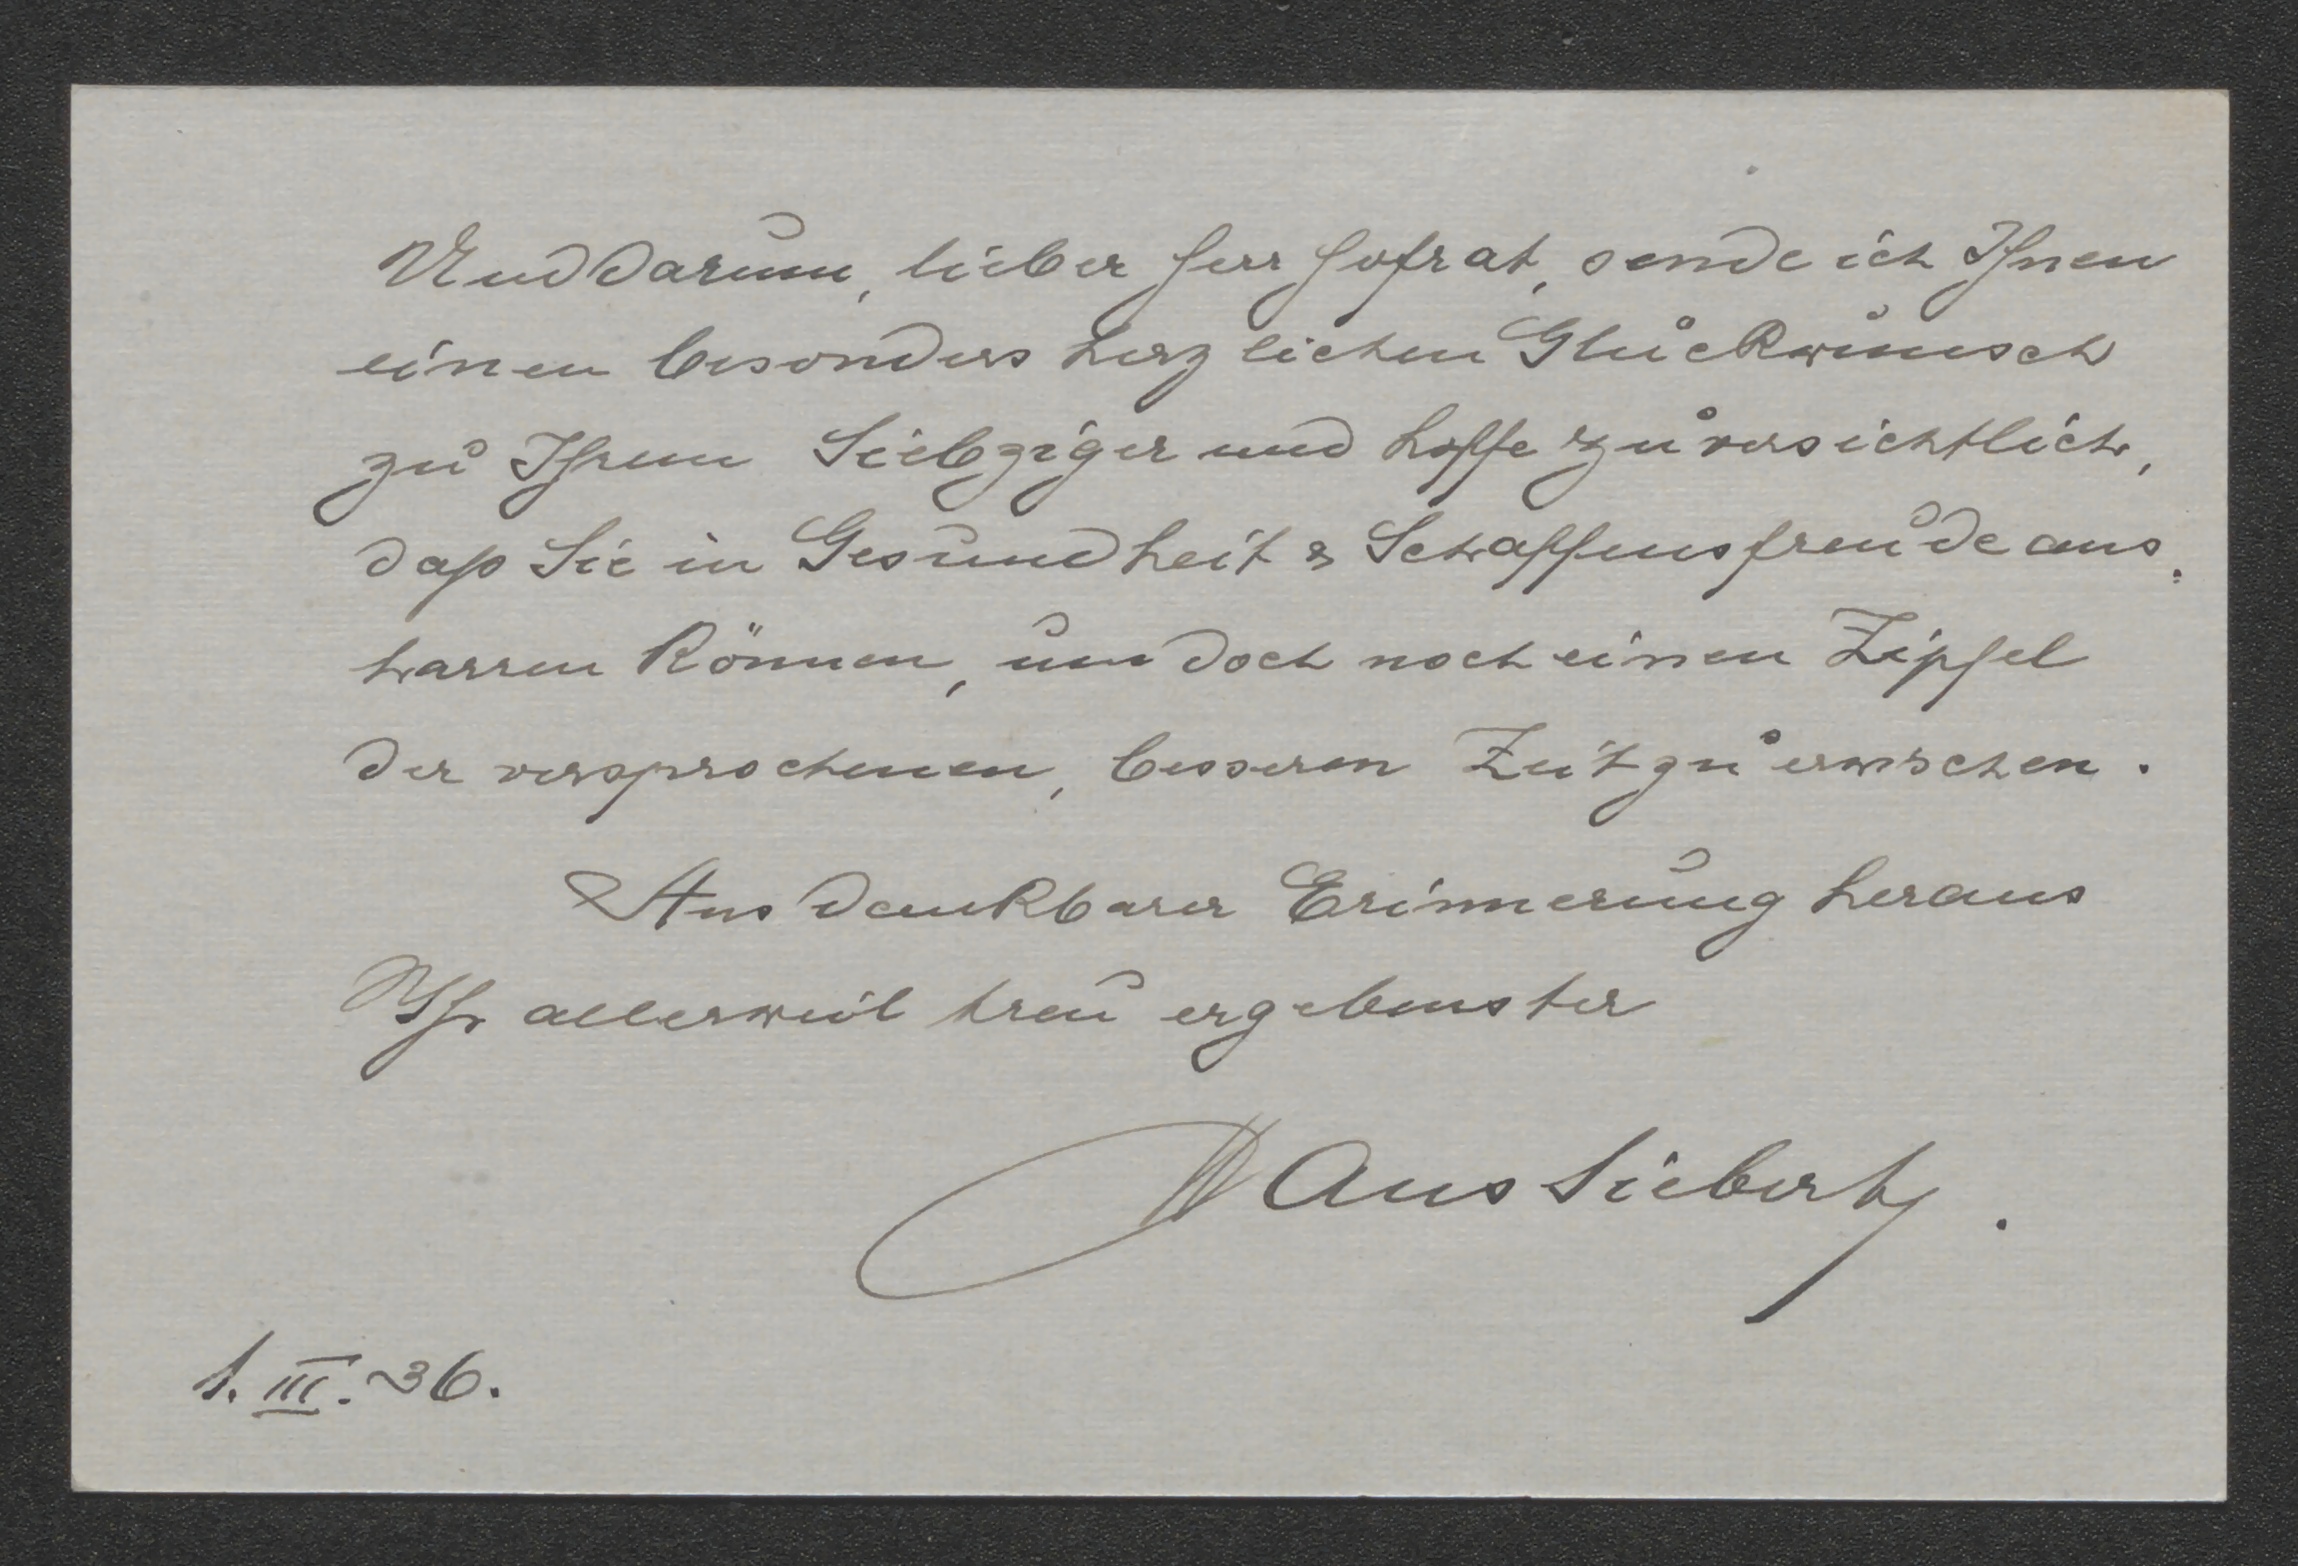 Und darum, lieber Herr Hofrat, sende ich Ihnen
einen besonders herzlichen Glückwunsch
zu Ihrem Siebziger und hoffe zuversichtlich,
daß Sie in Gesundheit & Schaffensfreude aus=
harren können, um doch noch einen Zipfel
der versprochenen, besseren Zeit zu erwischen.
Aus dankbarer Erinnerung heraus
Ihr allerweil treu ergebenster
Hans Siebert.
1. III. 36.